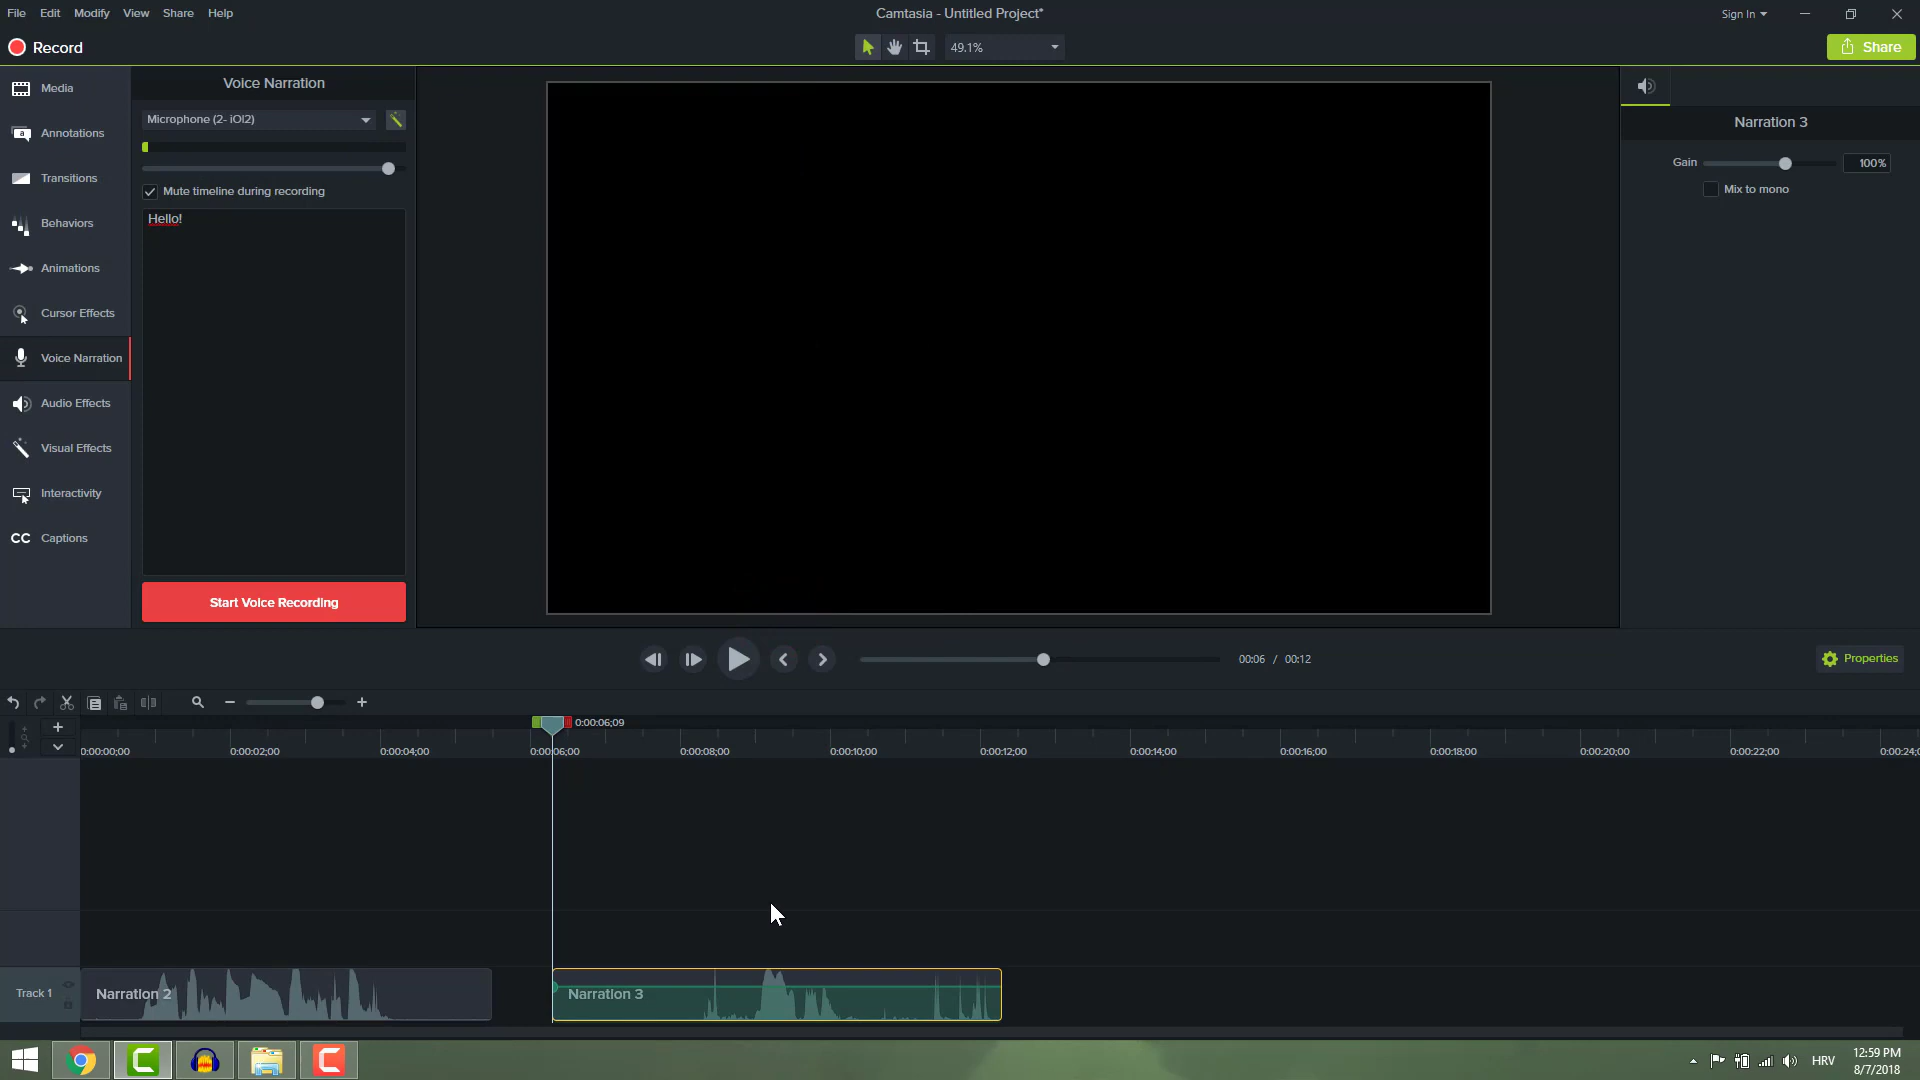 File Edit Modify View Share Help
Camtasia - Untitled Project*
Sign In
Record
49.1%
Share
Media
Annotations
Transitions
Behaviors
Animations
Cursor Effects
Voice Narration
Audio Effects
Visual Effects
Interactivity
CC Captions
Voice Narration
Microphone (2- iOI2)
Mute timeline during recording
Hello!
Start Voice Recording
Narration 3
Gain 100%
Mix to mono
00:06 / 00:12
Properties
0:00:06;09
0:00:00;00 0:00:02;00 0:00:04;00 0:00:06;00 0:00:08;00 0:00:10;00 0:00:12;00 0:00:14;00 0:00:16;00 0:00:18;00 0:00:20;00 0:00:22;00 0:00:24;0
Track 1
Narration 2
Narration 3
HRV
12:59 PM
8/7/2018